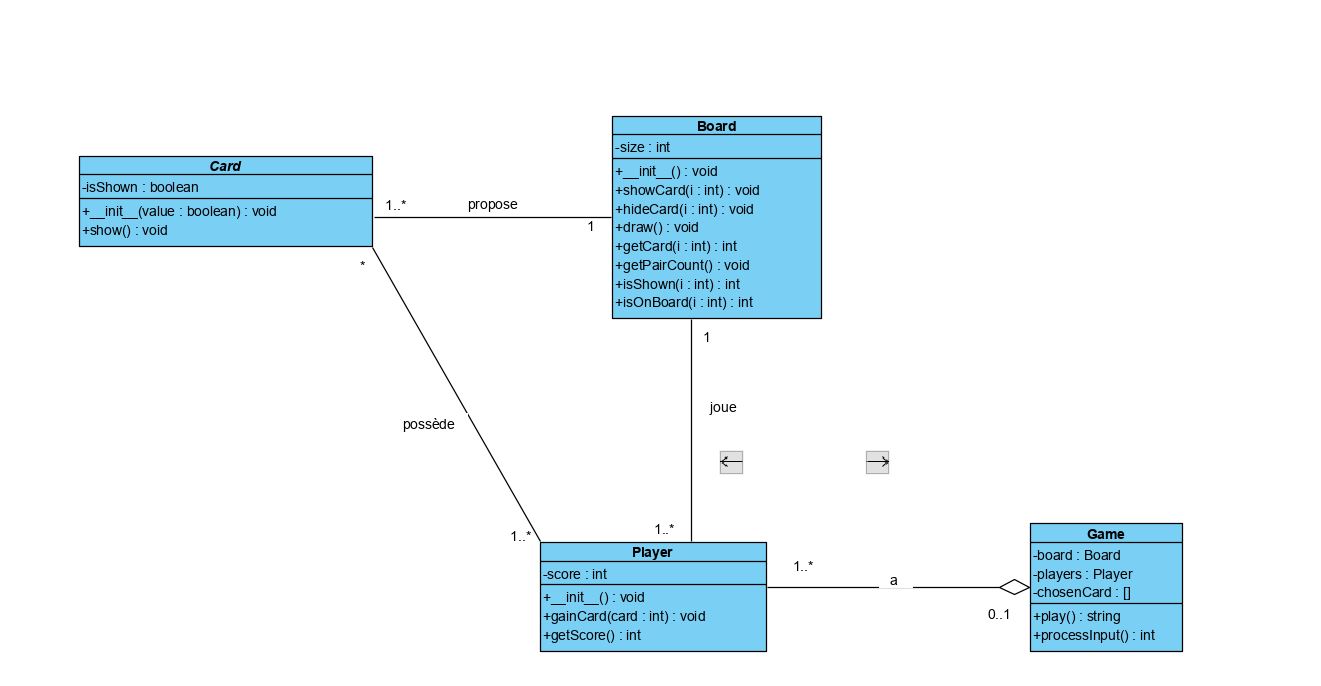 Card
-isShown : boolean
+__init__(value : boolean) : void
+show() : void
1..*
propose
1
Board
-size : int
+__init__() : void
+showCard(i : int) : void
+hideCard(i : int) : void
+draw() : void
+getCard(i : int) : int
+getPairCount() : void
+isShown(i : int) : int
+isOnBoard(i : int) : int
*
possède
1..*
1
joue
1..*
Player
-score : int
+__init__() : void
+gainCard(card : int) : void
+getScore() : int
1..*
a
0..1
Game
-board : Board
-players : Player
-chosenCard : []
+play() : string
+processInput() : int